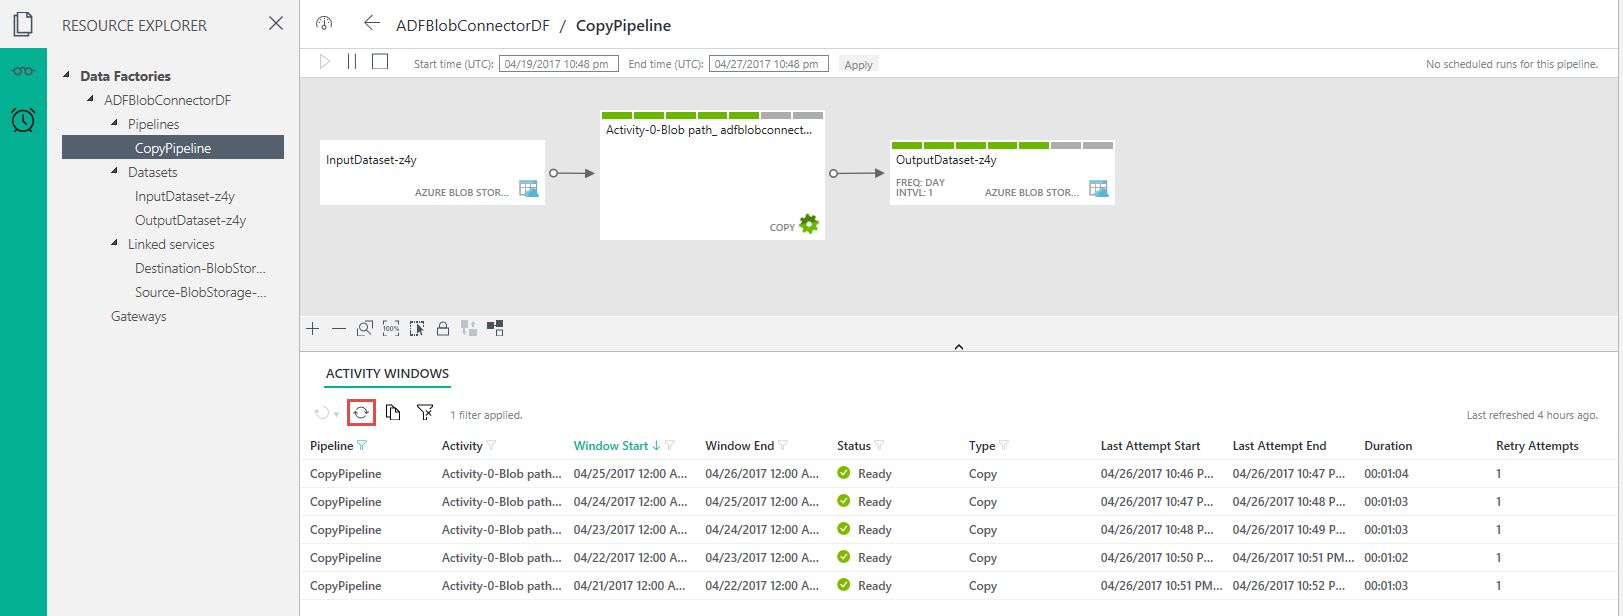 RESOURCE EXPLORER
Data Factories
ADFBlobConnectorDF
Pipelines
CopyPipeline
Datasets
InputDataset-z4y
OutputDataset-z4y
Linked services
Destination-BlobStor...
Source-BlobStorage-...
Gateways
ADFBlobConnectorDF / CopyPipeline
Start time (UTC): 04/19/2017 10:48 pm End time (UTC): 04/27/2017 10:48 pm Apply No scheduled runs for this pipeline.
InputDataset-z4y
AZURE BLOB STOR...
Activity-0-Blob path_ adfblobconnect...
COPY
OutputDataset-z4y
FREQ: DAY
INTVL: 1 AZURE BLOB STOR...
100%
ACTIVITY WINDOWS
1 filter applied. Last refreshed 4 hours ago.
Pipeline Activity Window Start Window End Status Type Last Attempt Start Last Attempt End Duration Retry Attempts
CopyPipeline Activity-0-Blob path... 04/25/2017 12:00 A... 04/26/2017 12:00 A... Ready Copy 04/26/2017 10:46 P... 04/26/2017 10:47 P... 00:01:04 1
CopyPipeline Activity-0-Blob path... 04/24/2017 12:00 A... 04/25/2017 12:00 A... Ready Copy 04/26/2017 10:47 P... 04/26/2017 10:48 P... 00:01:03 1
CopyPipeline Activity-0-Blob path... 04/23/2017 12:00 A... 04/24/2017 12:00 A... Ready Copy 04/26/2017 10:48 P... 04/26/2017 10:49 P... 00:01:03 1
CopyPipeline Activity-0-Blob path... 04/22/2017 12:00 A... 04/23/2017 12:00 A... Ready Copy 04/26/2017 10:50 P... 04/26/2017 10:51 PM... 00:01:02 1
CopyPipeline Activity-0-Blob path... 04/21/2017 12:00 A... 04/22/2017 12:00 A... Ready Copy 04/26/2017 10:51 PM... 04/26/2017 10:52 P... 00:01:03 1